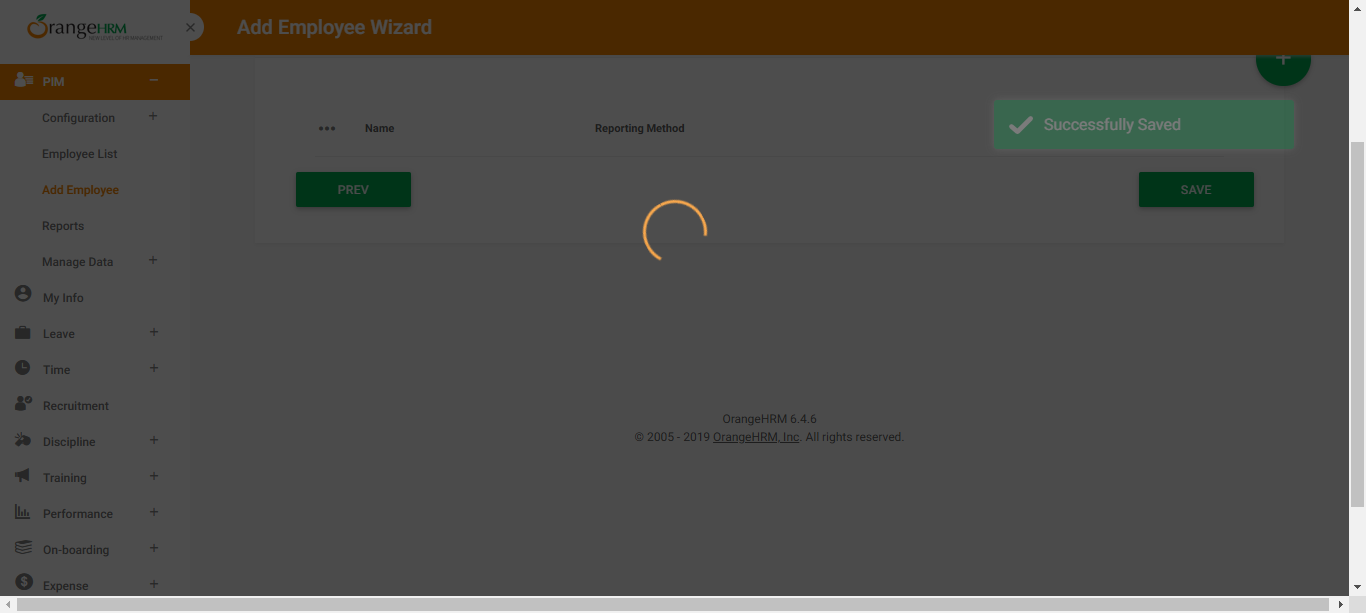 OrangeHRM
Add Employee Wizard
PIM
Configuration
Employee List
Add Employee
Reports
Manage Data
My Info
Leave
Time
Recruitment
Discipline
Training
Performance
On-boarding
Expense
Name
Reporting Method
Successfully Saved
PREV
SAVE
OrangeHRM 6.4.6
© 2005 - 2019 OrangeHRM, Inc. All rights reserved.